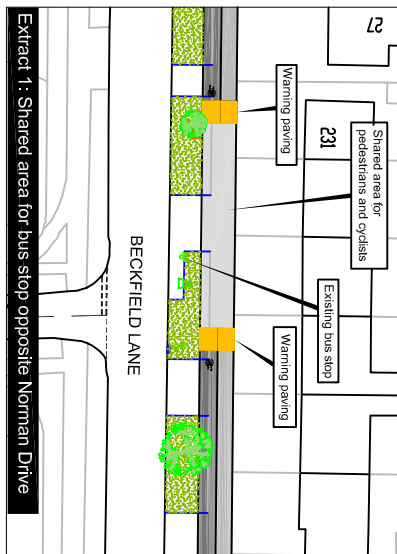 27
231
Warning paving
Shared area for
pedestrians and cyclists
Existing bus stop
Warning paving
BECKFIELD LANE
Extract 1: Shared area for bus stop opposite Norman Drive